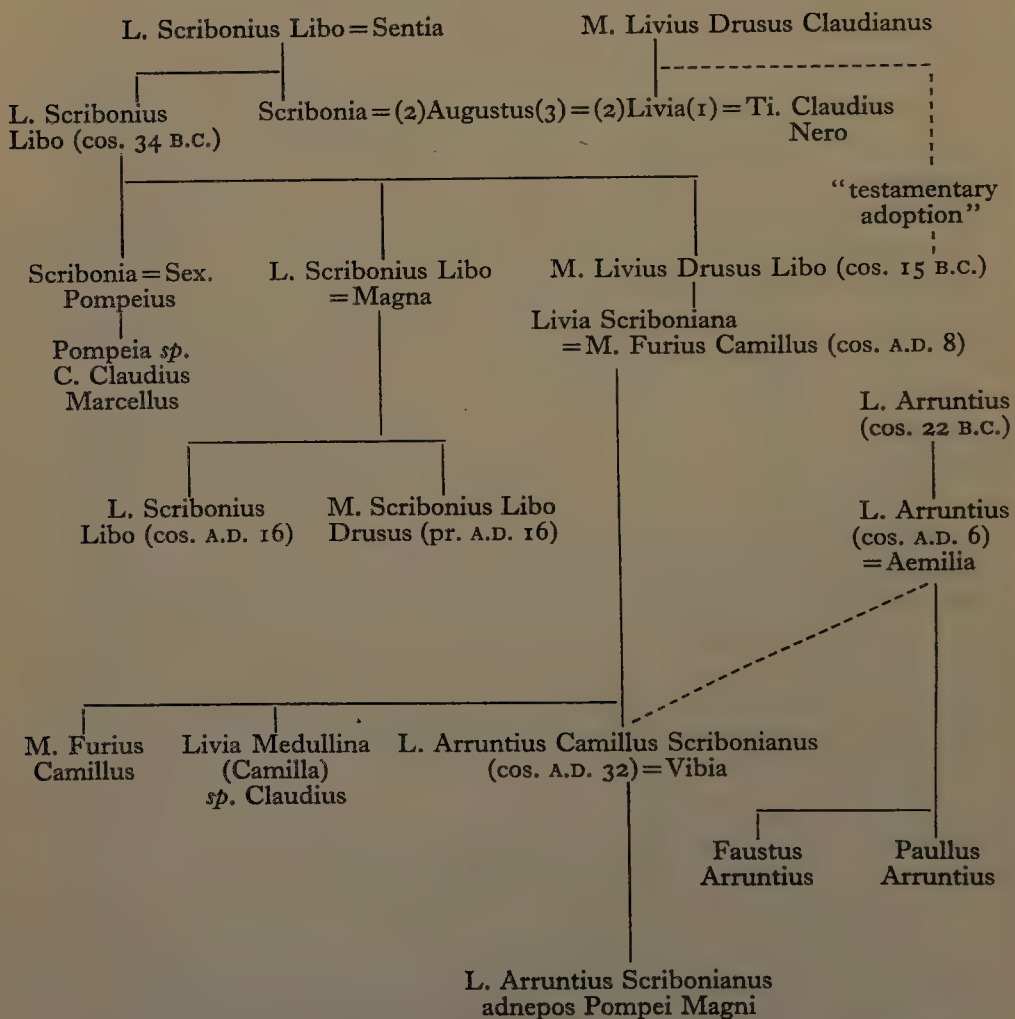 L. Scribonius Libo=Sentia
M. Livius Drusus Claudianus
L. Scribonius
Libo (cos. 34 B.C.)
Scribonia=(2)Augustus(3)=(2)Livia(1)=Ti. Claudius
Nero
"testamentary
adoption"
Scribonia=Sex.
Pompeius
L. Scribonius Libo
=Magna
M. Livius Drusus Libo (cos. 15 B.C.)
Pompeia sp.
C. Claudius
Marcellus
Livia Scriboniana
=M. Furius Camillus (cos. A.D. 8)
L. Arruntius
(cos. 22 B.C.)
L. Scribonius
Libo (cos. A.D. 16)
M. Scribonius Libo
Drusus (pr. A.D. 16)
L. Arruntius
(cos. A.D. 6)
=Aemilia
M. Furius
Camillus
Livia Medullina
(Camilla)
sp. Claudius
L. Arruntius Camillus Scribonianus
(cos. A.D. 32)=Vibia
Faustus
Arruntius
Paullus
Arruntius
L. Arruntius Scribonianus
adnepos Pompei Magni